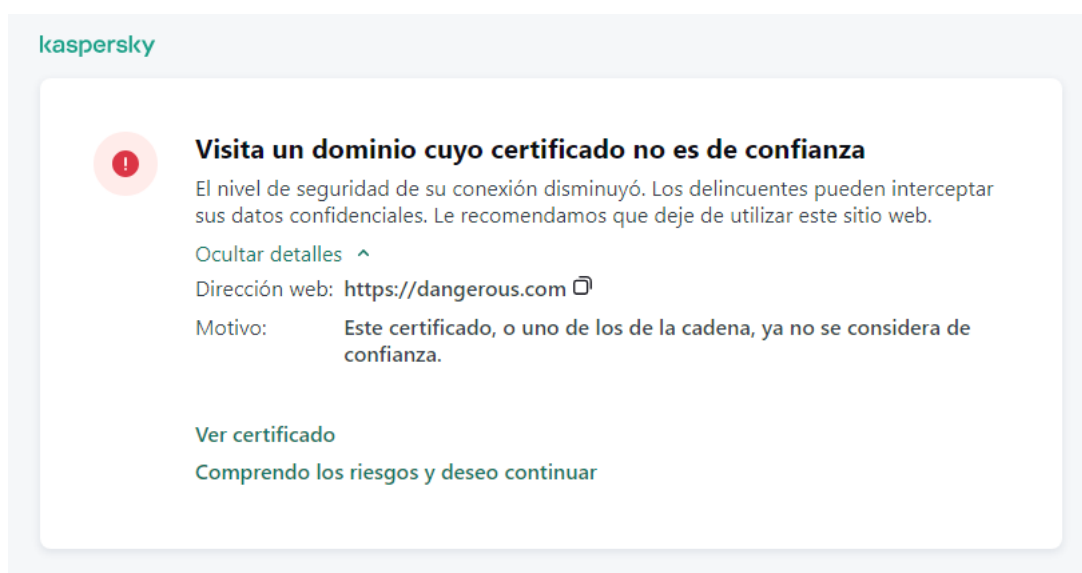 kaspersky
Visita un dominio cuyo certificado no es de confianza
El nivel de seguridad de su conexión disminuyó. Los delincuentes pueden interceptar
sus datos confidenciales. Le recomendamos que deje de utilizar este sitio web.
Ocultar detalles
Dirección web: https://dangerous.com
Motivo: Este certificado, o uno de los de la cadena, ya no se considera de
confianza.
Ver certificado
Comprendo los riesgos y deseo continuar